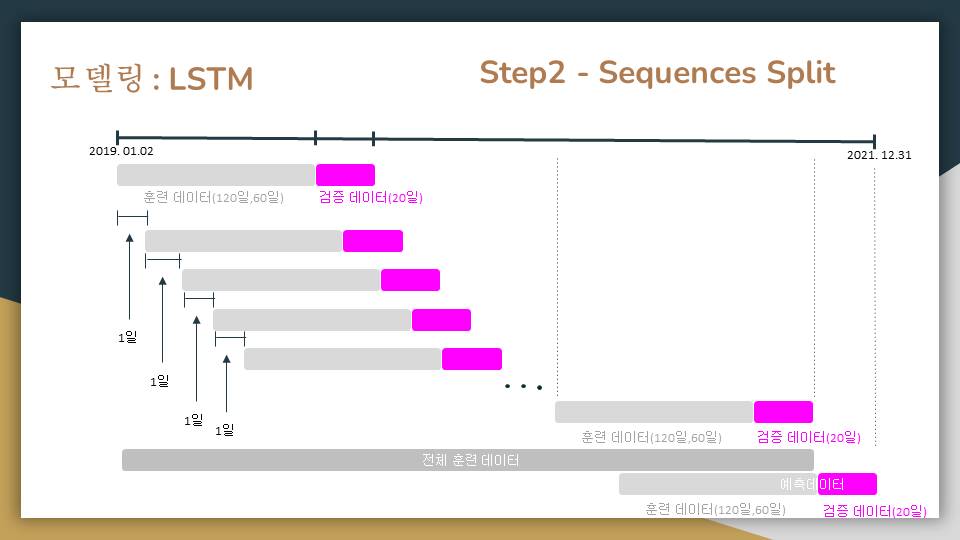 모델링 : LSTM
Step2 - Sequences Split
2019. 01.02
2021. 12.31
훈련 데이터(120일,60일)
검증 데이터(20일)
1일
1일
1일
1일
• • •
훈련 데이터(120일,60일)
검증 데이터(20일)
전체 훈련 데이터
예측데이터
훈련 데이터(120일,60일)
검증 데이터(20일)